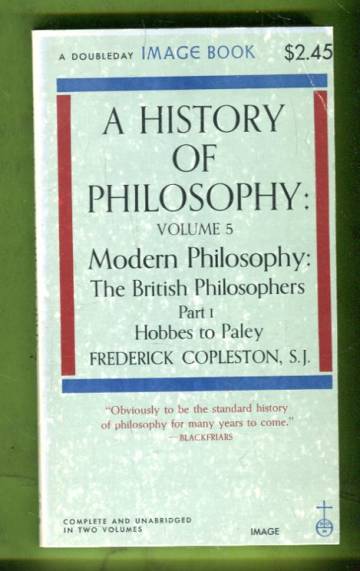 A DOUBLEDAY IMAGE BOOK $2.45
A HISTORY
OF
PHILOSOPHY:
VOLUME 5
Modern Philosophy:
The British Philosophers
Part 1
Hobbes to Paley
FREDERICK COPLESTON, S.J.
"Obviously to be the standard history
of philosophy for many years to come."
—BLACKFRIARS
COMPLETE AND UNABRIDGED
IN TWO VOLUMES
IMAGE